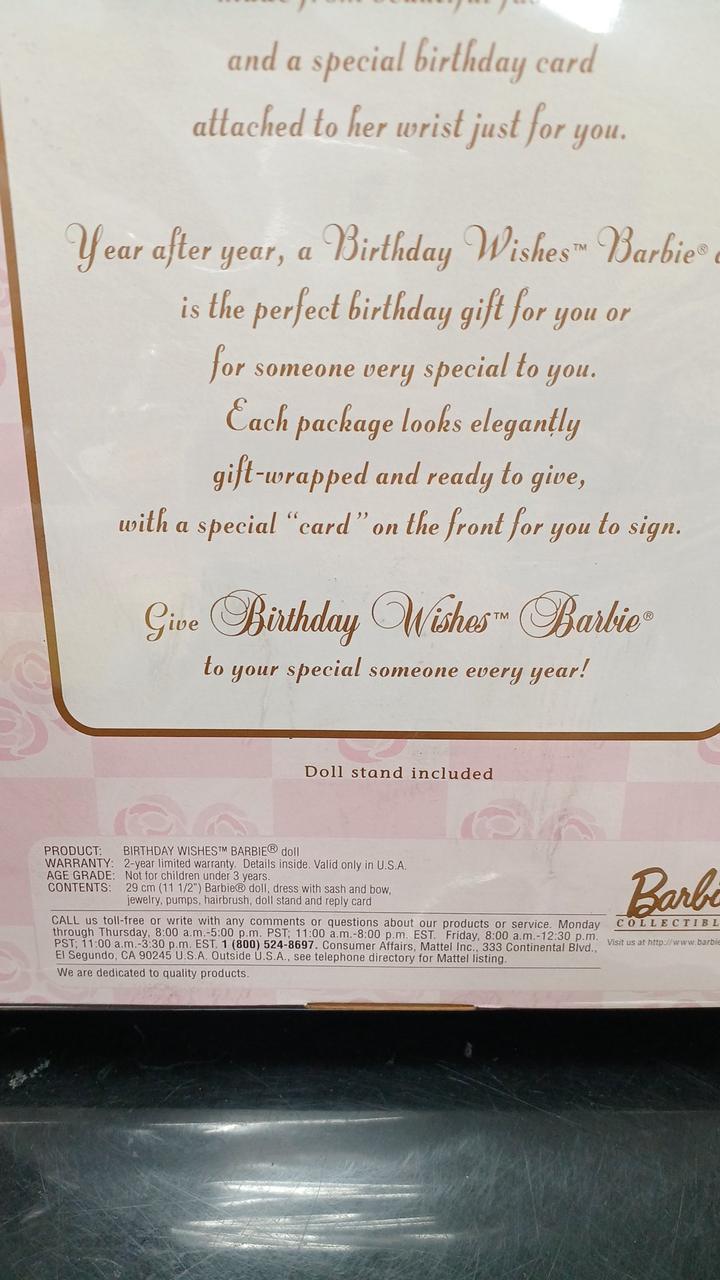 and a special birthday card
attached to her wrist just for you.
Year after year, a Birthday Wishes™ Barbie®
is the perfect birthday gift for you or
for someone very special to you.
Each package looks elegantly
gift-wrapped and ready to give,
with a special “card” on the front for you to sign.
Give Birthday Wishes™ Barbie®
to your special someone every year!
Doll stand included
PRODUCT: BIRTHDAY WISHES™ BARBIE® doll
WARRANTY: 2-year limited warranty. Details inside. Valid only in U.S.A.
AGE GRADE: Not for children under 3 years.
CONTENTS: 29 cm (11 1/2") Barbie® doll, dress with sash and bow,
jewelry, pumps, hairbrush, doll stand and reply card
CALL us toll-free or write with any comments or questions about our products or service. Monday
through Thursday, 8:00 a.m.-5:00 p.m. PST; 11:00 a.m.-8:00 p.m. EST. Friday, 8:00 a.m.-12:30 p.m.
PST; 11:00 a.m.-3:30 p.m. EST. 1 (800) 524-8697. Consumer Affairs, Mattel Inc., 333 Continental Blvd.,
El Segundo, CA 90245 U.S.A. Outside U.S.A., see telephone directory for Mattel listing.
We are dedicated to quality products.
Barbi
COLLECTIBL
Visit us at http://www.barbie